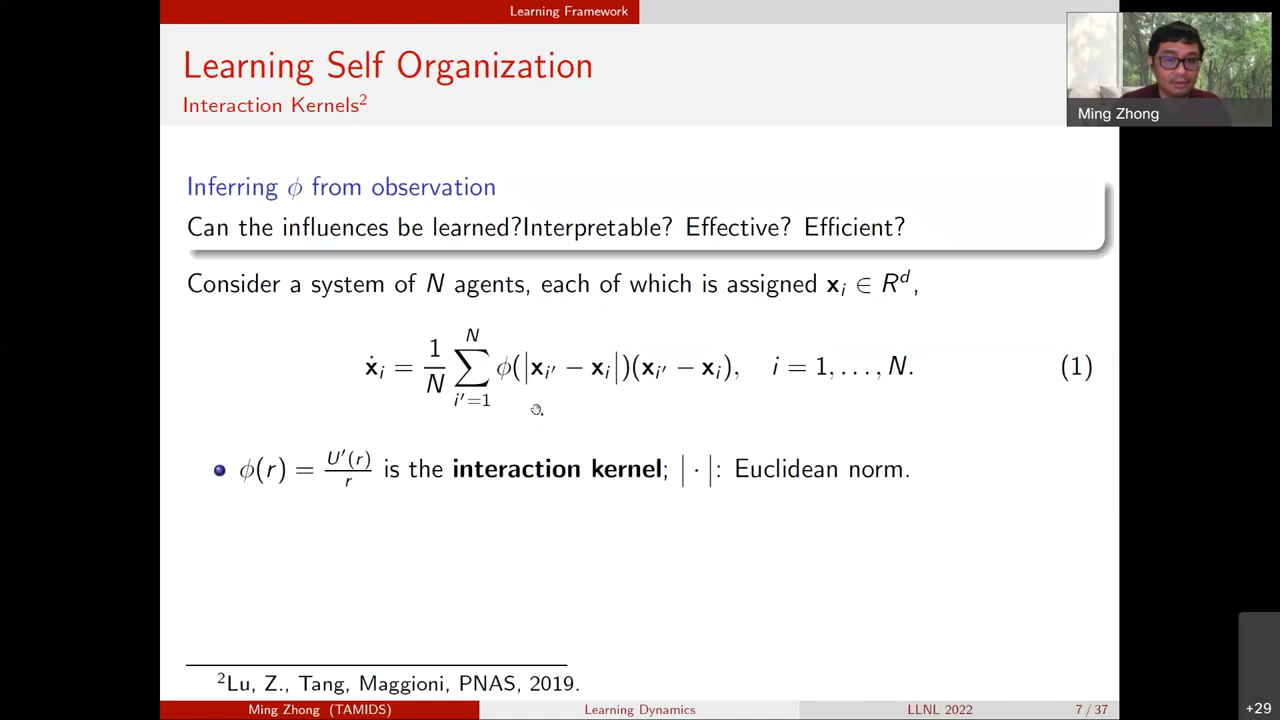 Learning Framework
Learning Self Organization
Interaction Kernels²
Ming Zhong
Inferring ϕ from observation
Can the influences be learned?Interpretable? Effective? Efficient?
Consider a system of N agents, each of which is assigned xᵢ ∈ Rᵈ,
ẋᵢ = 1/N ∑ᵢ′₌₁ᴺ ϕ(|xᵢ′ − xᵢ|)(xᵢ′ − xᵢ), i = 1, . . . , N. (1)
ϕ(r) = U′(r)/r is the interaction kernel; | · |: Euclidean norm.
²Lu, Z., Tang, Maggioni, PNAS, 2019.
Ming Zhong (TAMIDS) Learning Dynamics LLNL 2022 7 / 37
+29